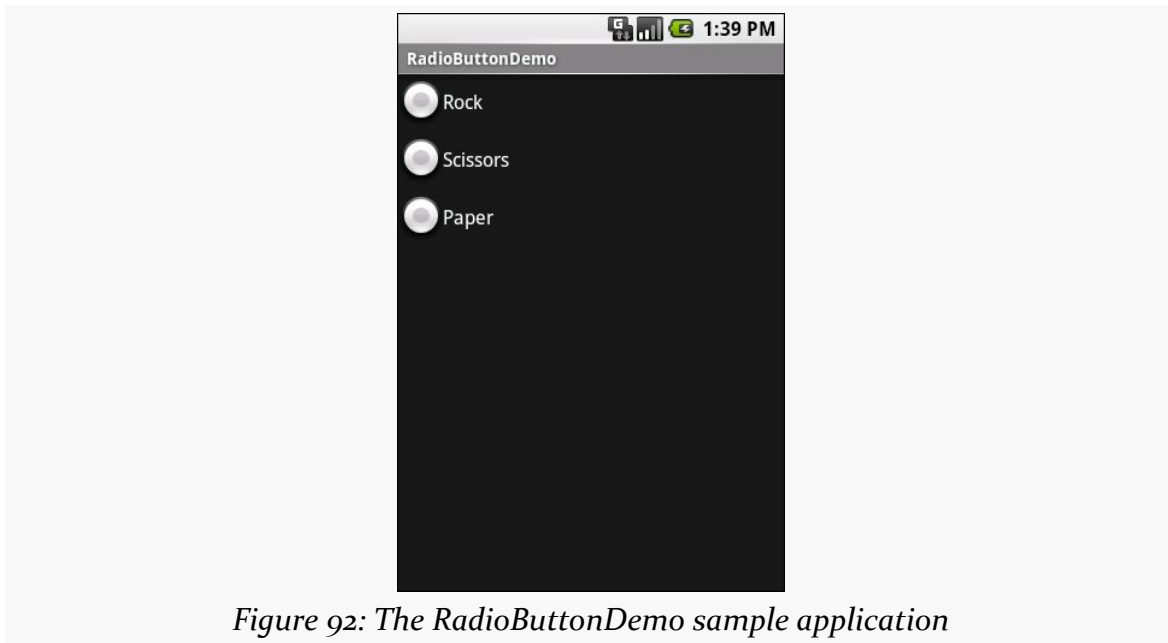 1:39 PM
RadioButtonDemo
Rock
Scissors
Paper
Figure 92: The RadioButtonDemo sample application